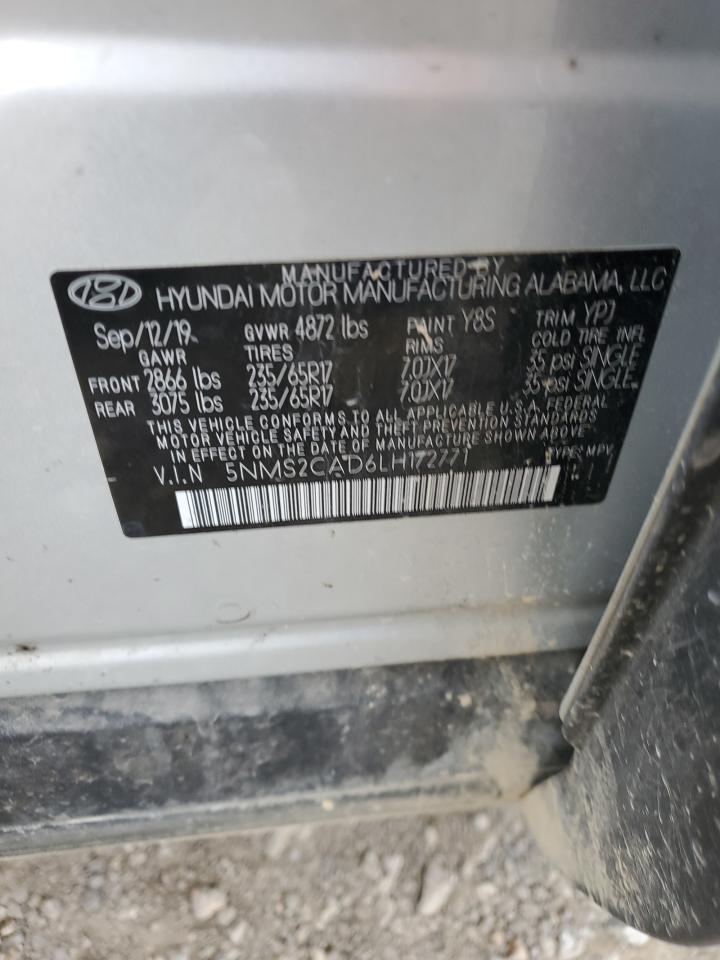 MANUFACTURED BY
HYUNDAI MOTOR MANUFACTURING ALABAMA, LLC
Sep/12/19 GVWR 4872 lbs PAINT Y8S TRIM YPJ
GAWR TIRES RIMS COLD TIRE INFL
FRONT 2866 lbs 235/65R17 7.0JX17 35 psi SINGLE
REAR 3075 lbs 235/65R17 7.0JX17 35 psi SINGLE
THIS VEHICLE CONFORMS TO ALL APPLICABLE U.S.A. FEDERAL
MOTOR VEHICLE SAFETY AND THEFT PREVENTION STANDARDS
IN EFFECT ON THE DATE OF MANUFACTURE SHOWN ABOVE.
V.I.N 5NMS2CAD6LH172771 TYPE: MPV